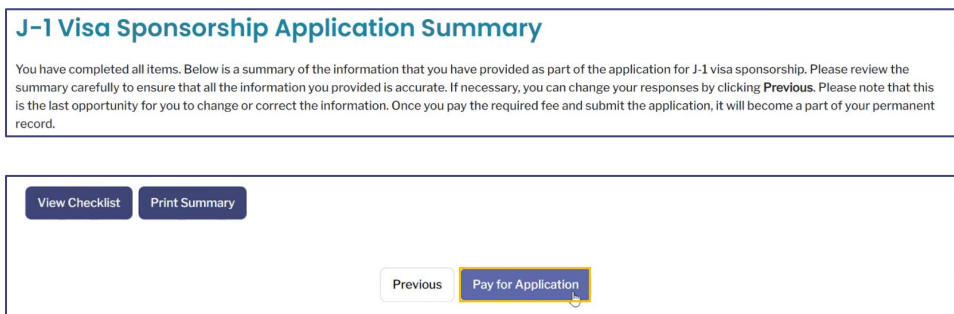 J-1 Visa Sponsorship Application Summary
You have completed all items. Below is a summary of the information that you have provided as part of the application for J-1 visa sponsorship. Please review the
summary carefully to ensure that all the information you provided is accurate. If necessary, you can change your responses by clicking Previous. Please note that this
is the last opportunity for you to change or correct the information. Once you pay the required fee and submit the application, it will become a part of your permanent
record.
View Checklist Print Summary
Previous Pay for Application